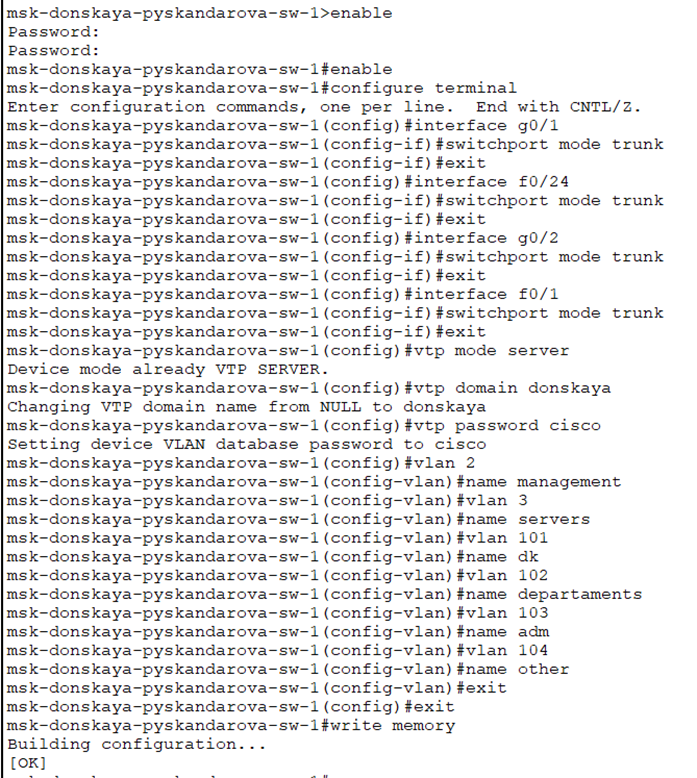 msk-donskaya-pyskandarova-sw-1>enable
Password:
Password:
msk-donskaya-pyskandarova-sw-1#enable
msk-donskaya-pyskandarova-sw-1#configure terminal
Enter configuration commands, one per line.  End with CNTL/Z.
msk-donskaya-pyskandarova-sw-1(config)#interface g0/1
msk-donskaya-pyskandarova-sw-1(config-if)#switchport mode trunk
msk-donskaya-pyskandarova-sw-1(config-if)#exit
msk-donskaya-pyskandarova-sw-1(config)#interface f0/24
msk-donskaya-pyskandarova-sw-1(config-if)#switchport mode trunk
msk-donskaya-pyskandarova-sw-1(config-if)#exit
msk-donskaya-pyskandarova-sw-1(config)#interface g0/2
msk-donskaya-pyskandarova-sw-1(config-if)#switchport mode trunk
msk-donskaya-pyskandarova-sw-1(config-if)#exit
msk-donskaya-pyskandarova-sw-1(config)#interface f0/1
msk-donskaya-pyskandarova-sw-1(config-if)#switchport mode trunk
msk-donskaya-pyskandarova-sw-1(config-if)#exit
msk-donskaya-pyskandarova-sw-1(config)#vtp mode server
Device mode already VTP SERVER.
msk-donskaya-pyskandarova-sw-1(config)#vtp domain donskaya
Changing VTP domain name from NULL to donskaya
msk-donskaya-pyskandarova-sw-1(config)#vtp password cisco
Setting device VLAN database password to cisco
msk-donskaya-pyskandarova-sw-1(config)#vlan 2
msk-donskaya-pyskandarova-sw-1(config-vlan)#name management
msk-donskaya-pyskandarova-sw-1(config-vlan)#vlan 3
msk-donskaya-pyskandarova-sw-1(config-vlan)#name servers
msk-donskaya-pyskandarova-sw-1(config-vlan)#vlan 101
msk-donskaya-pyskandarova-sw-1(config-vlan)#name dk
msk-donskaya-pyskandarova-sw-1(config-vlan)#vlan 102
msk-donskaya-pyskandarova-sw-1(config-vlan)#name departaments
msk-donskaya-pyskandarova-sw-1(config-vlan)#vlan 103
msk-donskaya-pyskandarova-sw-1(config-vlan)#name adm
msk-donskaya-pyskandarova-sw-1(config-vlan)#vlan 104
msk-donskaya-pyskandarova-sw-1(config-vlan)#name other
msk-donskaya-pyskandarova-sw-1(config-vlan)#exit
msk-donskaya-pyskandarova-sw-1(config)#exit
msk-donskaya-pyskandarova-sw-1#write memory
Building configuration...
[OK]